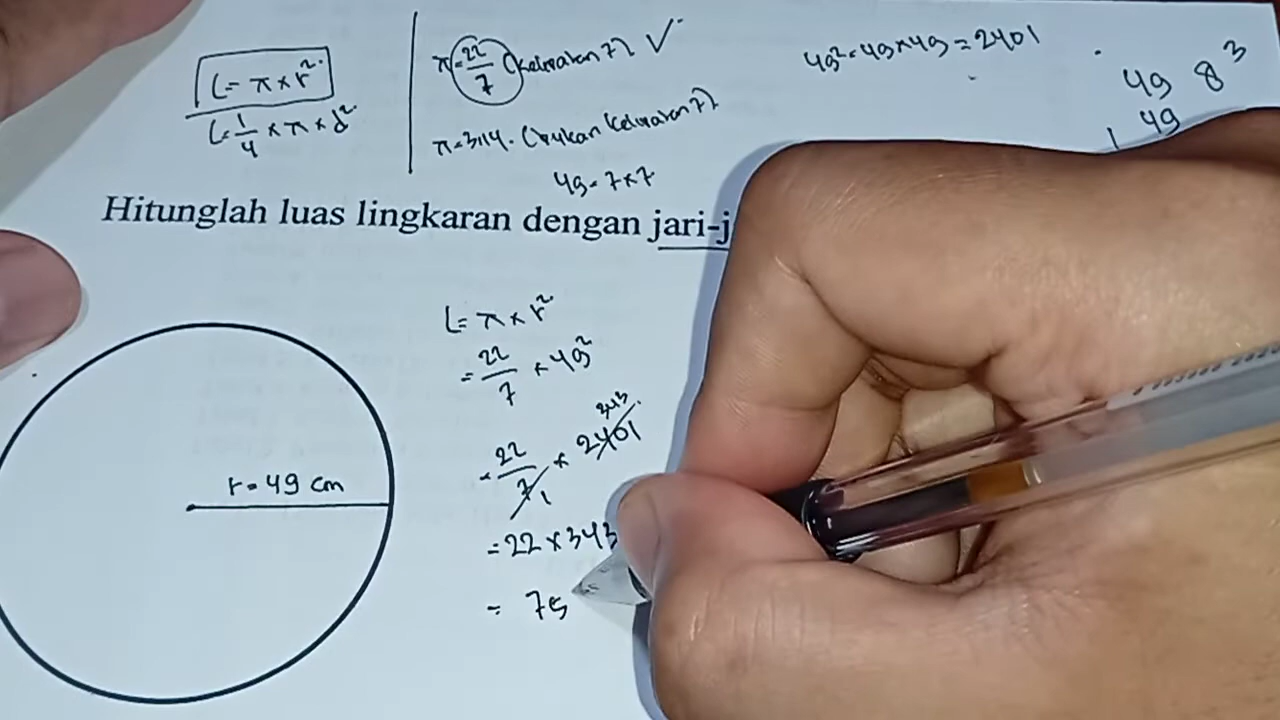 L = π × r².
L = 1/4 × π × d²
π = 22/7 (Kelipatan 7) ✓
π = 3,14. (bukan Kelipatan 7)
49 = 7 × 7
49² = 49 × 49 = 2401
49 8 3
49
Hitunglah luas lingkaran dengan jari-j
L = π × r²
= 22/7 × 49²
343
= 22/7 × 2401
1
= 22 × 343
= 75
r = 49 cm